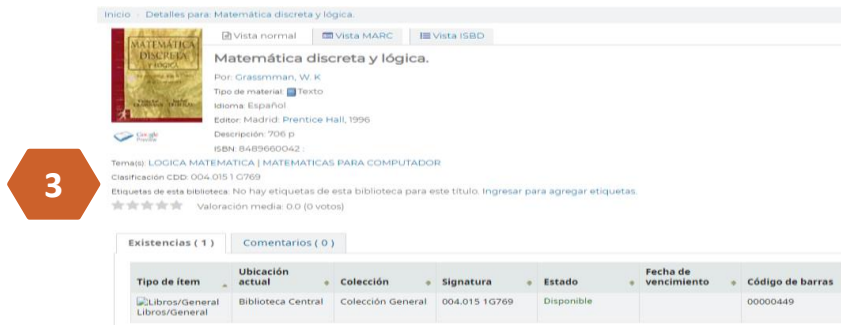 Inicio › Detalles para: Matemática discreta y lógica.
Vista normal Vista MARC Vista ISBD
MATEMÁTICA
DISCRETA
Y LÓGICA
Matemática discreta y lógica.
Por: Grassmman, W. K
Tipo de material: Texto
Idioma: Español
Editor: Madrid: Prentice Hall, 1996
Descripción: 706 p
ISBN: 8489660042 :
Tema(s): LOGICA MATEMATICA | MATEMATICAS PARA COMPUTADOR
Clasificación CDD: 004.015 1 G769
Etiquetas de esta biblioteca: No hay etiquetas de esta biblioteca para este título. Ingresar para agregar etiquetas.
Valoración media: 0.0 (0 votos)
3
Existencias ( 1 ) Comentarios ( 0 )
Tipo de ítem Ubicación actual Colección Signatura Estado Fecha de vencimiento Código de barras
Libros/General Biblioteca Central Colección General 004.015 1G769 Disponible 00000449
Libros/General